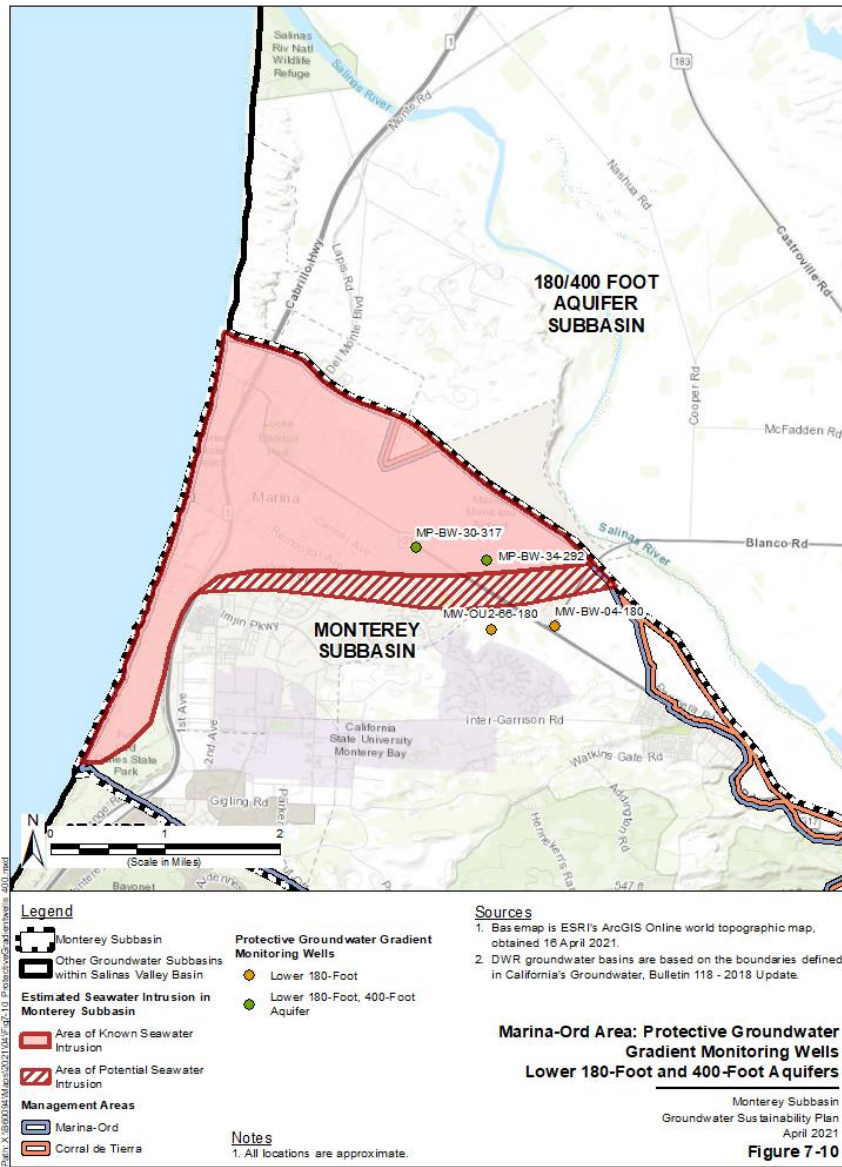 Salinas
Riv Natl
Wildlife
Refuge
1
183
Salinas River
Monte Rd
Nashua Rd
Castroville Rd
Cabrillo Hwy
Lapis Rd
Del Monte Blvd
180/400 FOOT
AQUIFER
SUBBASIN
Cooper Rd
McFadden Rd
Marina
1
MP-BW-30-317
MP-BW-34-292
Salinas River
Blanco Rd
MW-OU2-66-180
MW-BW-04-180
Imjin Pkwy
MONTEREY
SUBBASIN
1st Ave
2nd Ave
California
State University
Monterey Bay
Inter-Garrison Rd
Watkins Gate Rd
Addington Rd
State
Park
Gigling Rd
547 ft
Bayonet
N
0 1 2
(Scale in Miles)
Legend
Monterey Subbasin
Other Groundwater Subbasins
within Salinas Valley Basin
Estimated Seawater Intrusion in
Monterey Subbasin
Area of Known Seawater
Intrusion
Area of Potential Seawater
Intrusion
Management Areas
Marina-Ord
Corral de Tierra
Protective Groundwater Gradient
Monitoring Wells
Lower 180-Foot
Lower 180-Foot, 400-Foot
Aquifer
Notes
1. All locations are approximate.
Sources
1. Basemap is ESRI's ArcGIS Online world topographic map,
obtained 16 April 2021.
2. DWR groundwater basins are based on the boundaries defined
in California's Groundwater, Bulletin 118 - 2018 Update.
Marina-Ord Area: Protective Groundwater
Gradient Monitoring Wells
Lower 180-Foot and 400-Foot Aquifers
Monterey Subbasin
Groundwater Sustainability Plan
April 2021
Figure 7-10